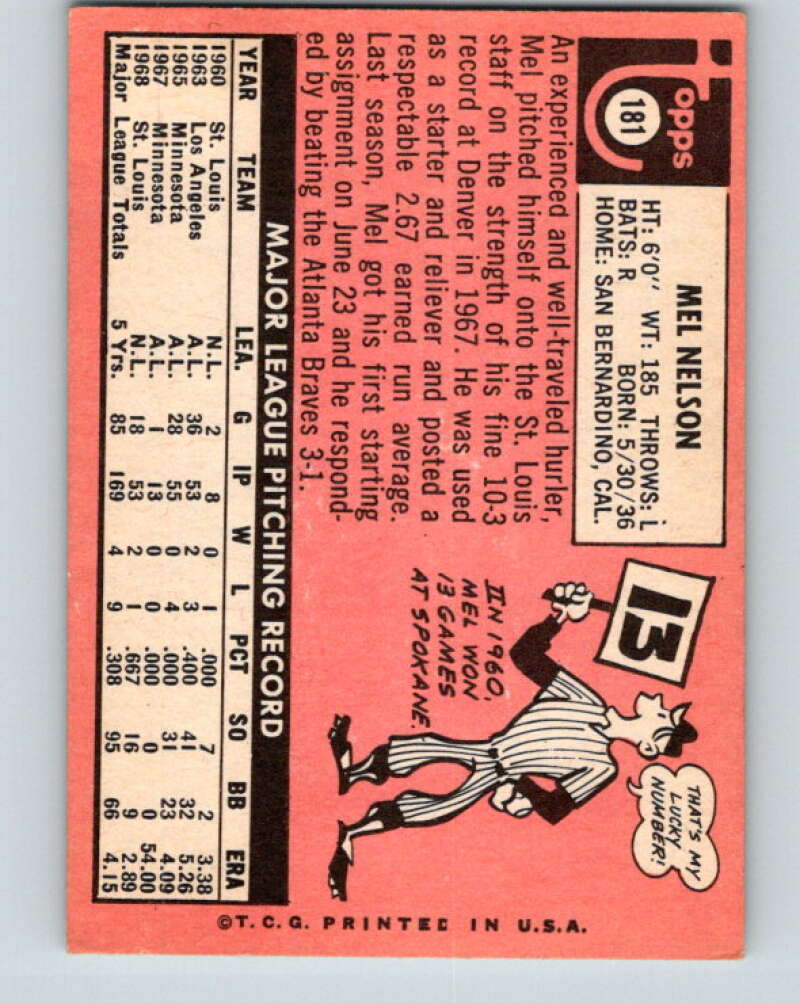 Topps
181
MEL NELSON
HT: 6'0" WT: 185 THROWS: L
BATS: R BORN: 5/30/36
HOME: SAN BERNARDINO, CAL.
An experienced and well-traveled hurler,
Mel pitched himself onto the St. Louis
staff on the strength of his fine 10-3
record at Denver in 1967. He was used
as a starter and reliever and posted a
respectable 2.67 earned run average.
Last season, Mel got his first starting
assignment on June 23 and he respond-
ed by beating the Atlanta Braves 3-1.
13
THAT'S MY
LUCKY
NUMBER!
IN 1960,
MEL WON
13 GAMES
AT SPOKANE.
MAJOR LEAGUE PITCHING RECORD
YEAR TEAM LEA. G IP W L PCT SO BB ERA
1960 St. Louis N.L. 2 8 0 1 .000 7 2 3.38
1963 Los Angeles A.L. 36 53 2 3 .400 41 32 5.26
1965 Minnesota A.L. 28 55 0 4 .000 31 23 4.09
1967 Minnesota A.L. 1 ⅓ 0 0 .000 0 0 54.00
1968 St. Louis N.L. 18 53 2 1 .667 16 9 2.89
Major League Totals 5 Yrs. 85 169 4 9 .308 95 66 4.15
©T.C.G. PRINTED IN U.S.A.